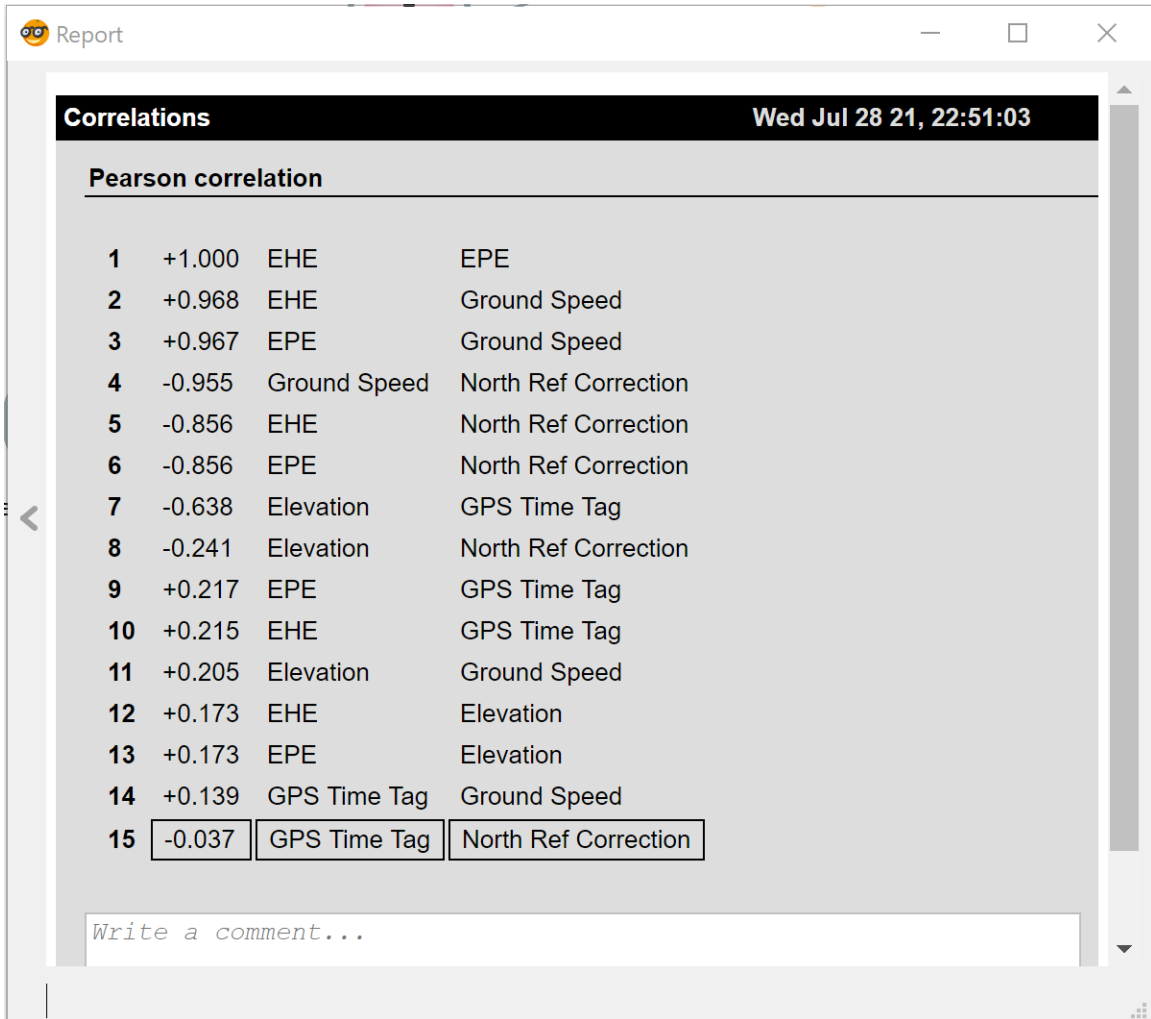 Report
Correlations Wed Jul 28 21, 22:51:03
Pearson correlation
1 +1.000 EHE EPE
2 +0.968 EHE Ground Speed
3 +0.967 EPE Ground Speed
4 -0.955 Ground Speed North Ref Correction
5 -0.856 EHE North Ref Correction
6 -0.856 EPE North Ref Correction
7 -0.638 Elevation GPS Time Tag
8 -0.241 Elevation North Ref Correction
9 +0.217 EPE GPS Time Tag
10 +0.215 EHE GPS Time Tag
11 +0.205 Elevation Ground Speed
12 +0.173 EHE Elevation
13 +0.173 EPE Elevation
14 +0.139 GPS Time Tag Ground Speed
15 -0.037 GPS Time Tag North Ref Correction
Write a comment...